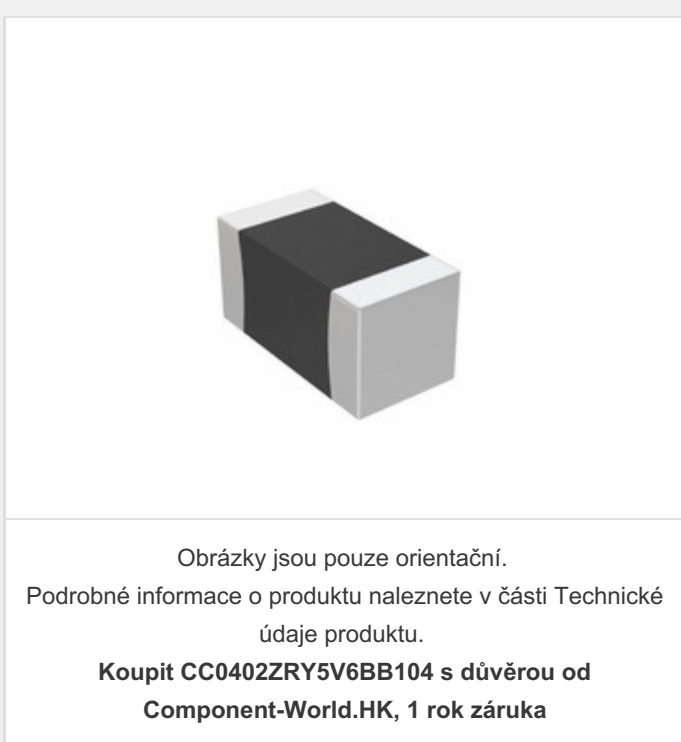 Obrázky jsou pouze orientační.
Podrobné informace o produktu naleznete v části Technické
údaje produktu.
Koupit CC0402ZRY5V6BB104 s důvěrou od
Component-World.HK, 1 rok záruka